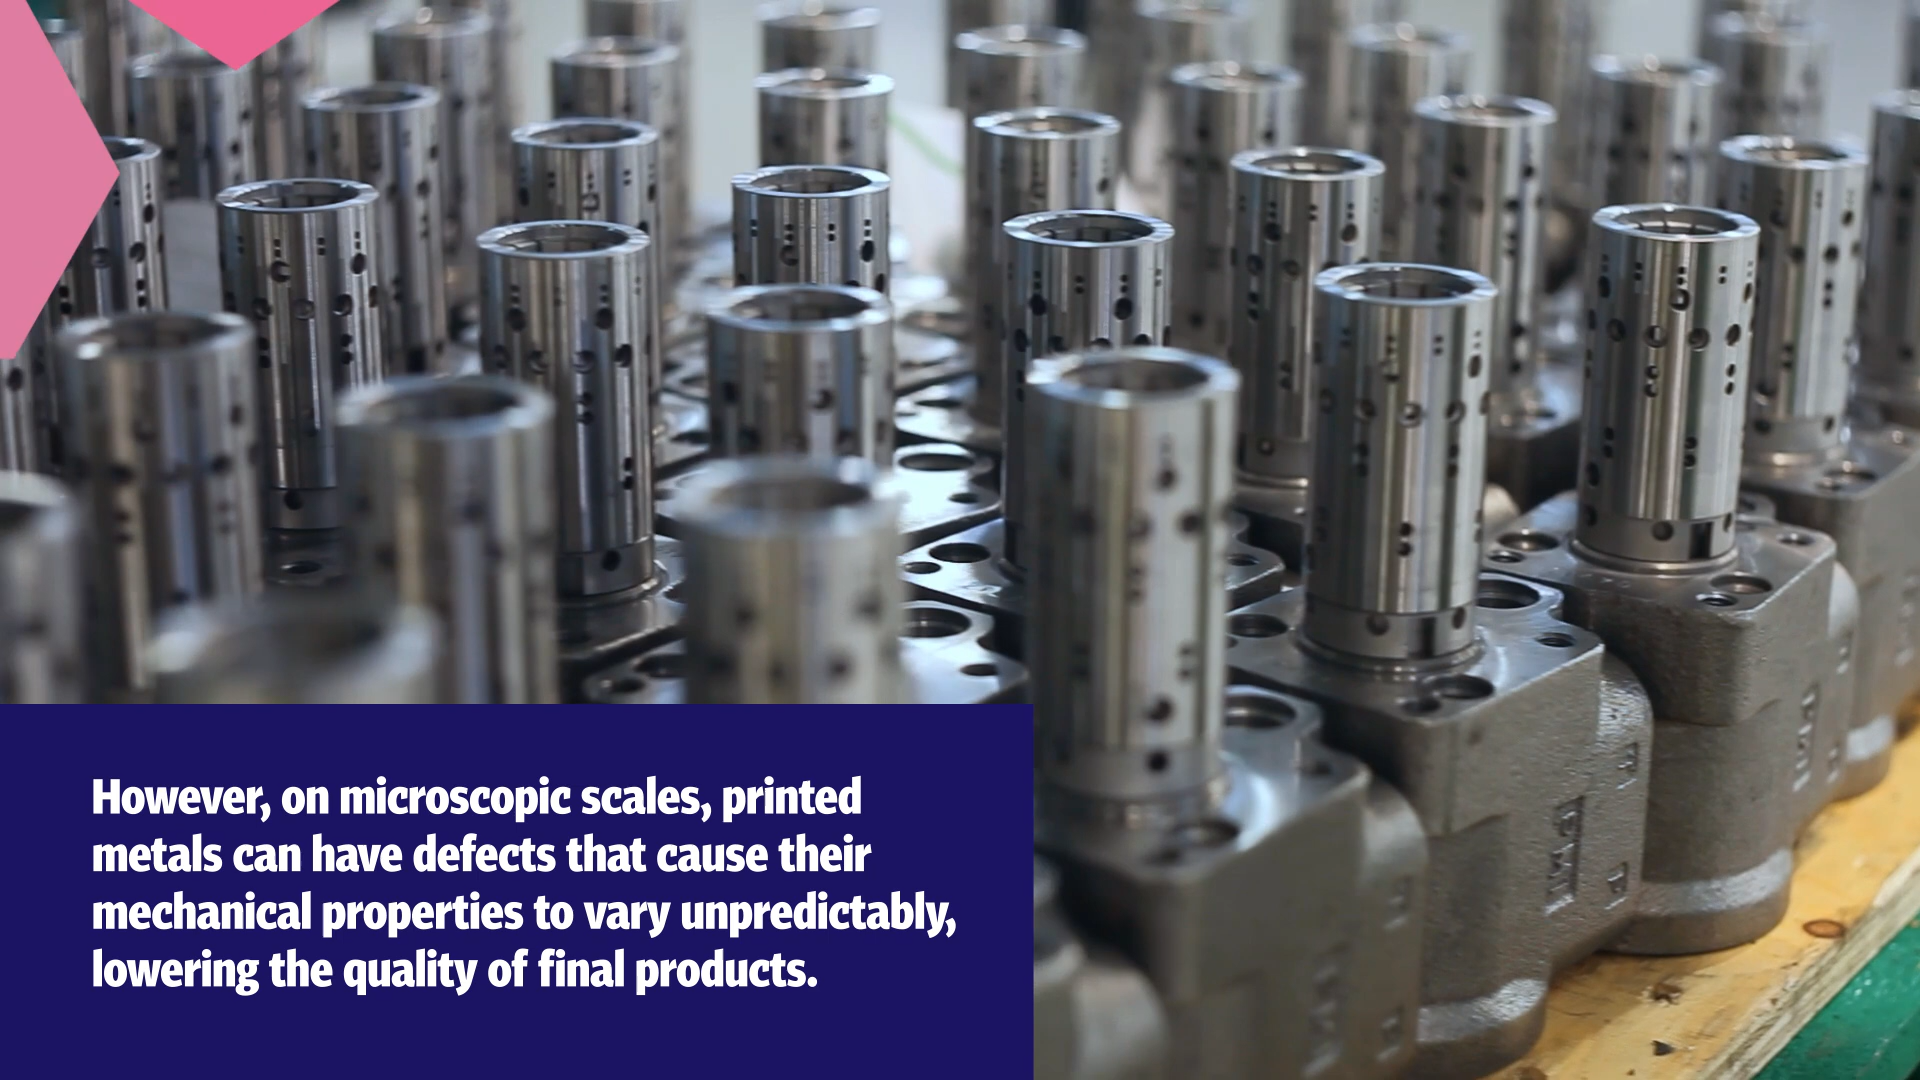 However, on microscopic scales, printed
metals can have defects that cause their
mechanical properties to vary unpredictably,
lowering the quality of final products.